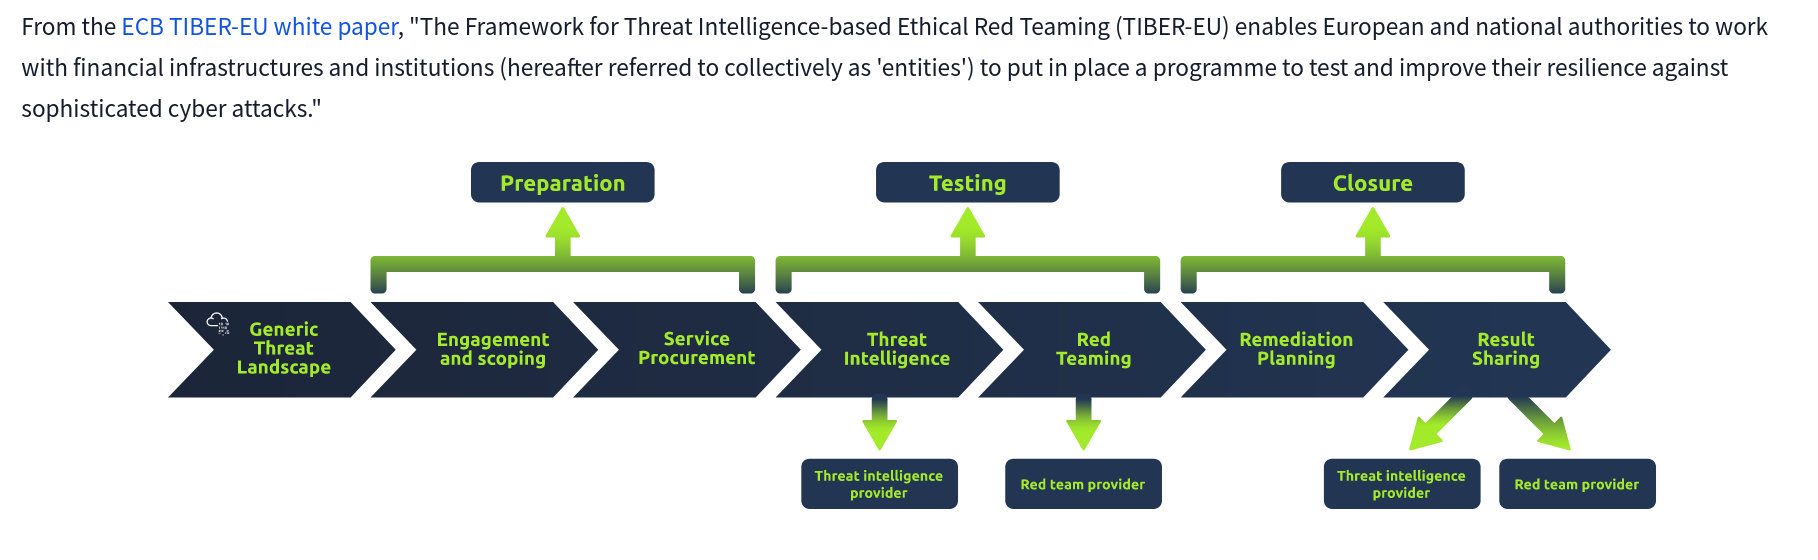 From the ECB TIBER-EU white paper, "The Framework for Threat Intelligence-based Ethical Red Teaming (TIBER-EU) enables European and national authorities to work
with financial infrastructures and institutions (hereafter referred to collectively as 'entities') to put in place a programme to test and improve their resilience against
sophisticated cyber attacks."
Preparation
Testing
Closure
Generic
Threat
Landscape
Engagement
and scoping
Service
Procurement
Threat
Intelligence
Red
Teaming
Remediation
Planning
Result
Sharing
Threat intelligence
provider
Red team provider
Threat intelligence
provider
Red team provider